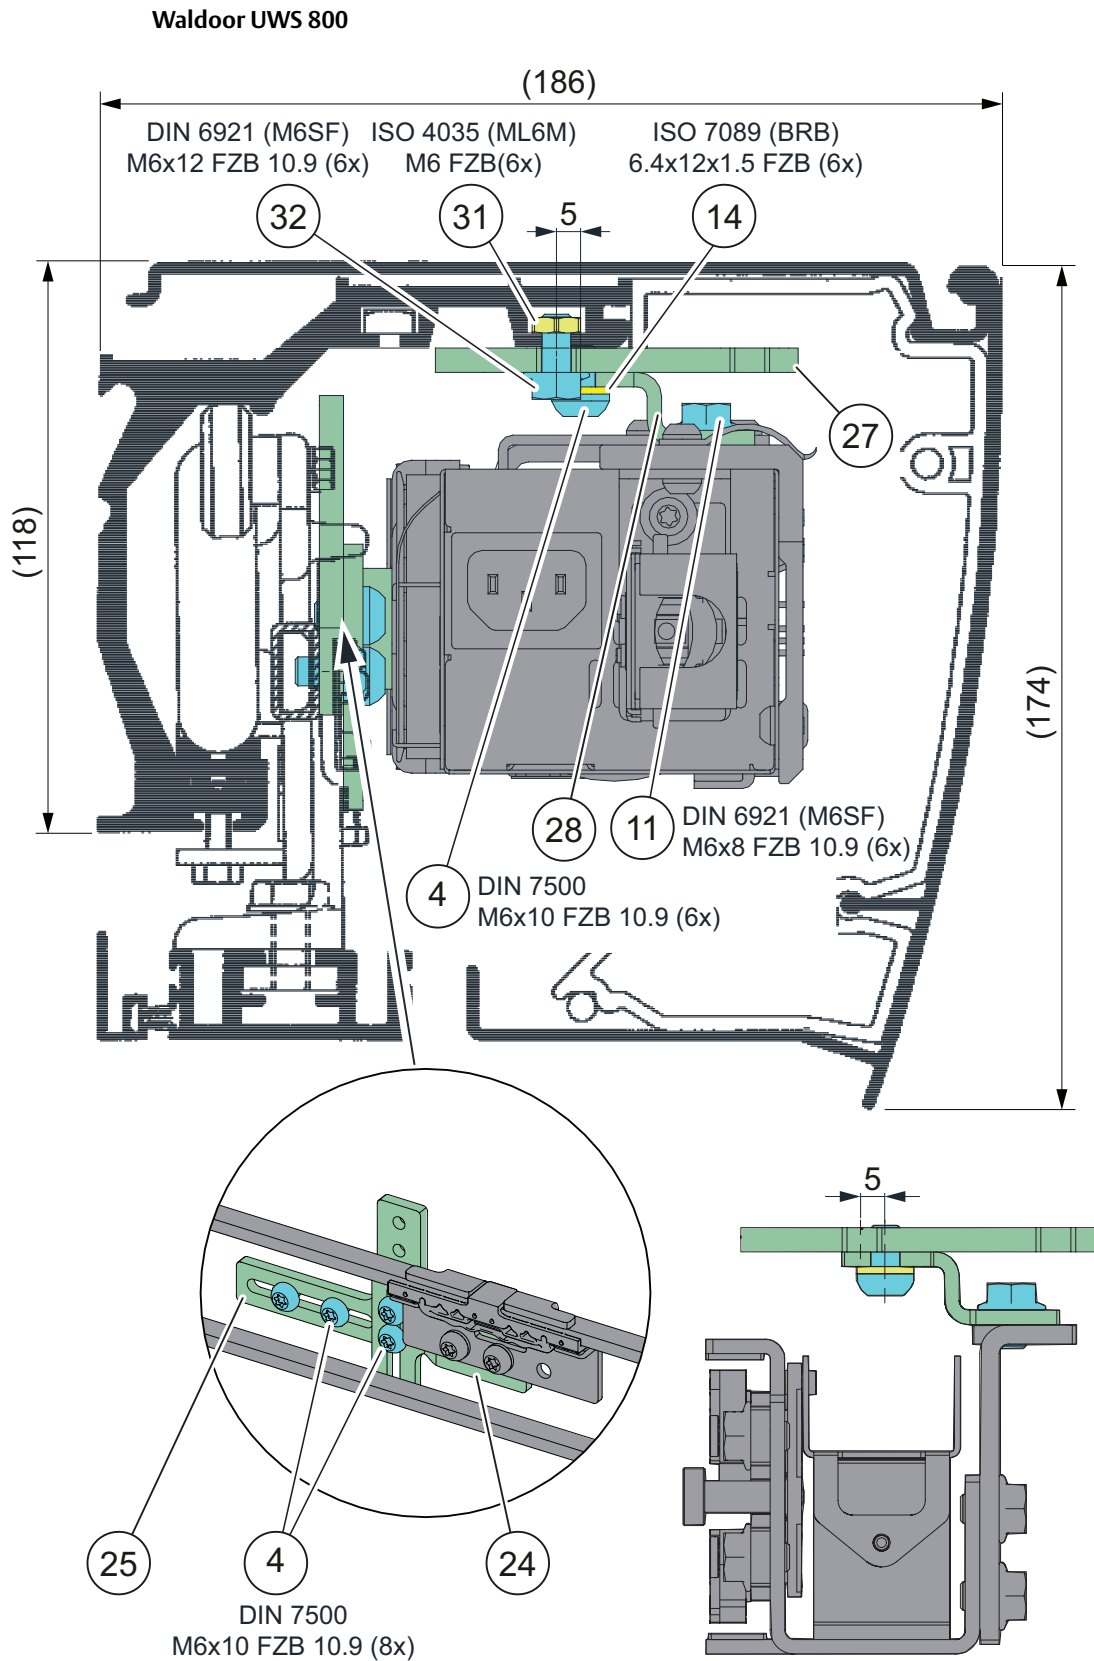 Waldoor UWS 800
(186)
DIN 6921 (M6SF)
M6x12 FZB 10.9 (6x)
ISO 4035 (ML6M)
M6 FZB(6x)
ISO 7089 (BRB)
6.4x12x1.5 FZB (6x)
32
31
5
14
27
(118)
(174)
28
11
DIN 6921 (M6SF)
M6x8 FZB 10.9 (6x)
4
DIN 7500
M6x10 FZB 10.9 (6x)
5
25
4
24
DIN 7500
M6x10 FZB 10.9 (8x)